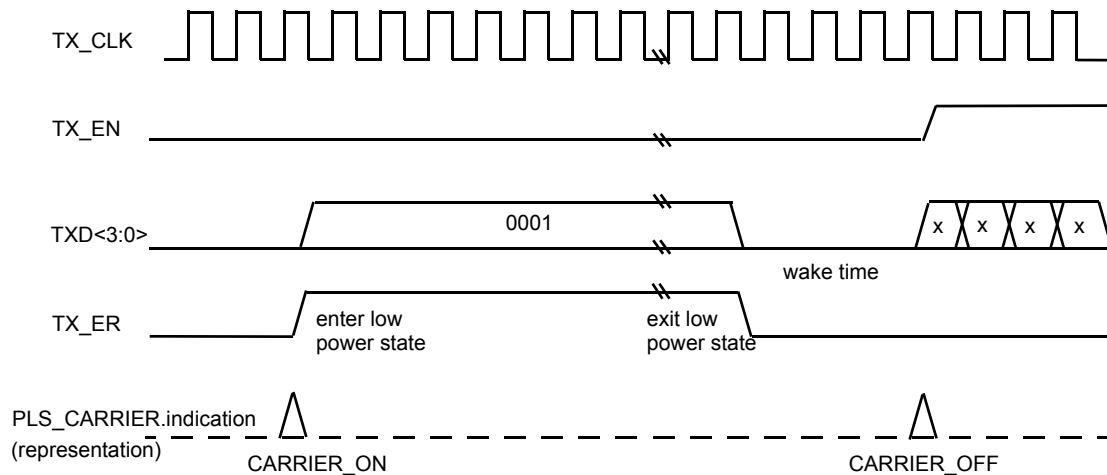 TX_CLK
TX_EN
TXD<3:0>
0001
x x x x
wake time
TX_ER
enter low
power state
exit low
power state
PLS_CARRIER.indication
(representation)
CARRIER_ON
CARRIER_OFF